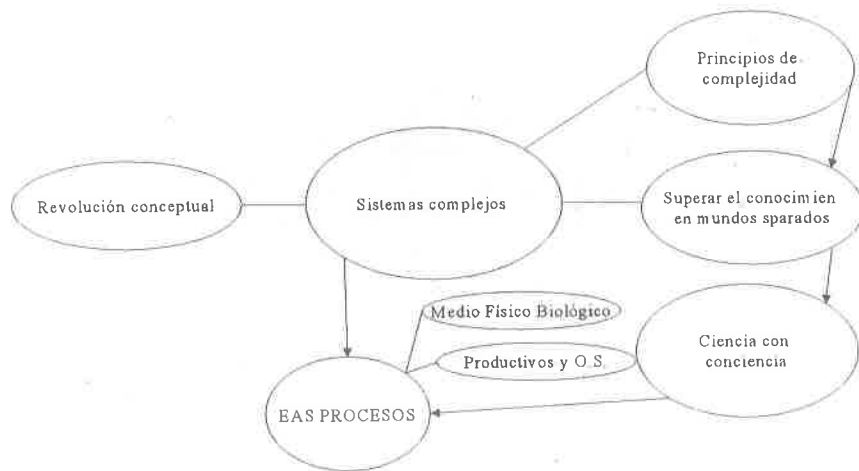 Principios de
complejidad
Revolución conceptual
Sistemas complejos
Superar el conocimien
en mundos sparados
Medio Físico Biológico
Productivos y O.S.
Ciencia con
conciencia
EAS PROCESOS